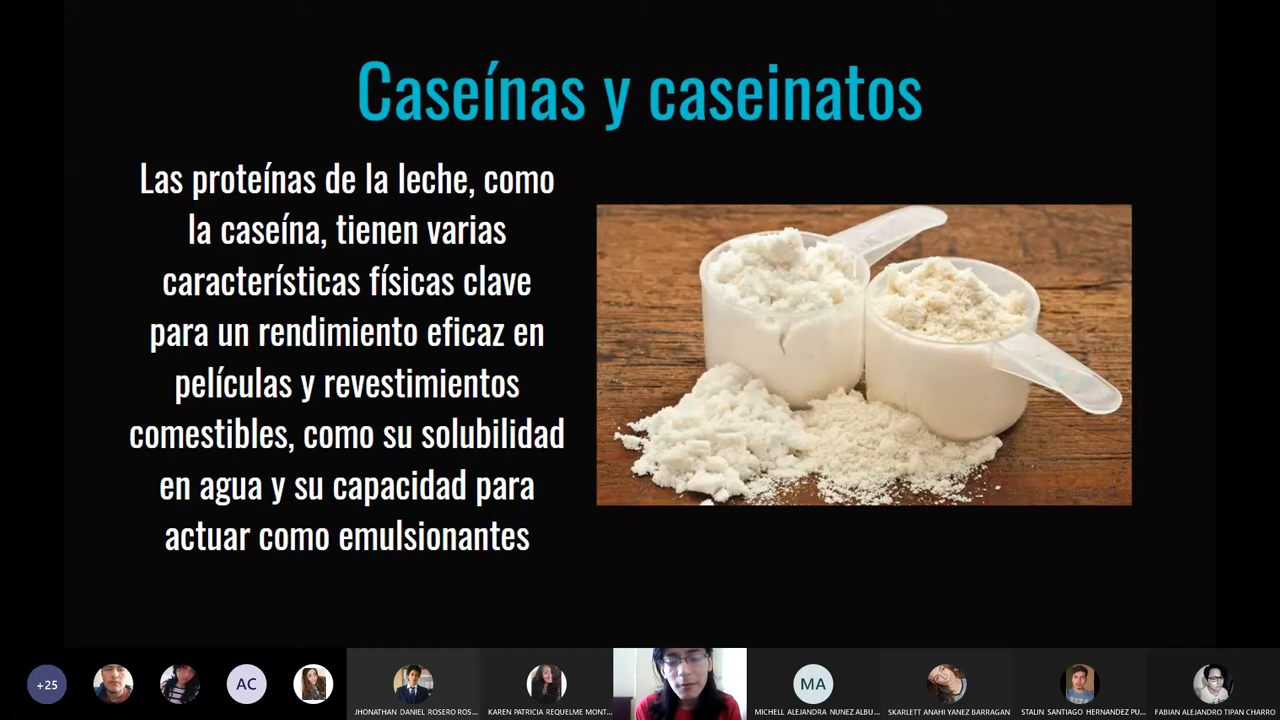 Caseínas y caseinatos
Las proteínas de la leche, como
la caseína, tienen varias
características físicas clave
para un rendimiento eficaz en
películas y revestimientos
comestibles, como su solubilidad
en agua y su capacidad para
actuar como emulsionantes
+25
AC
MA
JHONATHAN DANIEL ROSERO ROS...
KAREN PATRICIA REQUELME MONT...
MICHELL ALEJANDRA NUNEZ ALBU...
SKARLETT ANAHI YANEZ BARRAGAN
STALIN SANTIAGO HERNANDEZ PU...
FABIAN ALEJANDRO TIPAN CHARRO